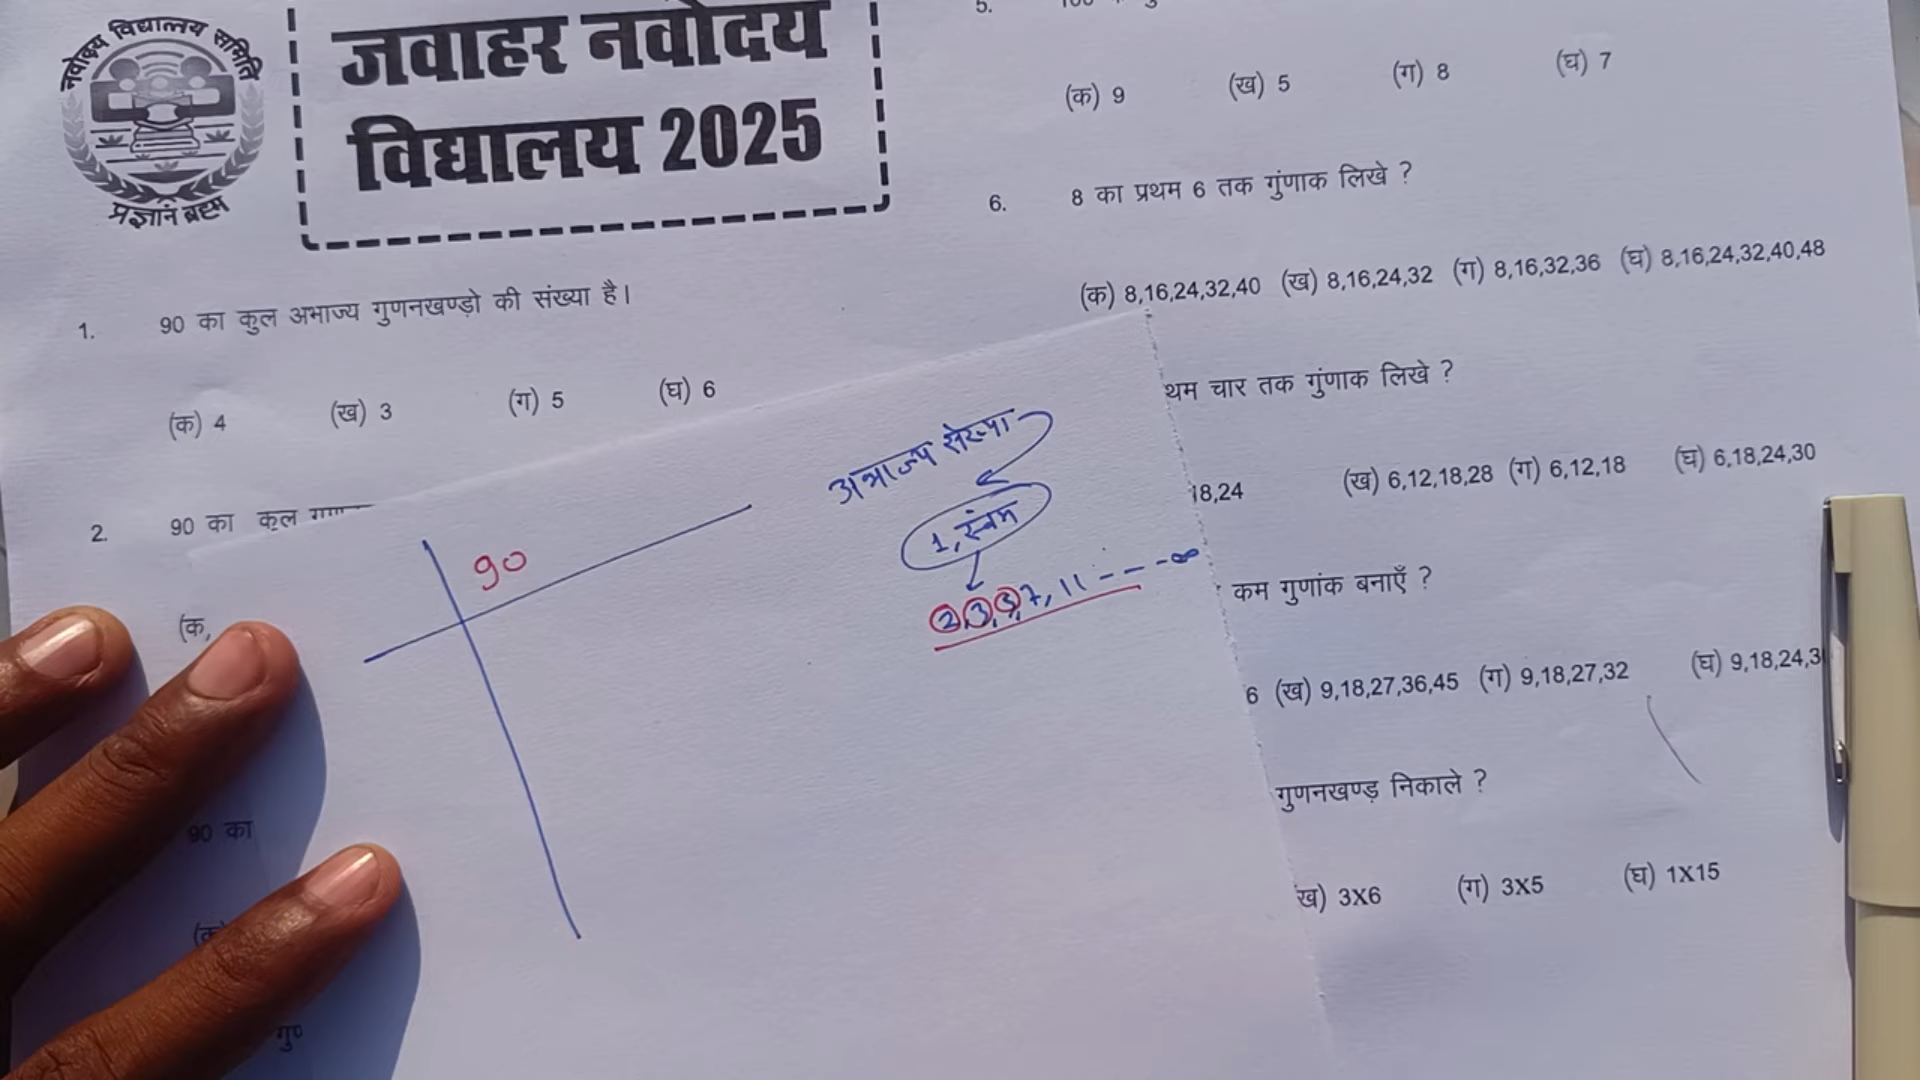 नवोदय विद्यालय समिति
प्रज्ञानं ब्रह्म
जवाहर नवोदय
विद्यालय 2025
1. 90 का कुल अभाज्य गुणनखण्डो की संख्या है।
(क) 4 (ख) 3 (ग) 5 (घ) 6
2. 90 का कुल
(क
90 का
5.
(क) 9 (ख) 5 (ग) 8 (घ) 7
6. 8 का प्रथम 6 तक गुंणाक लिखे ?
(क) 8,16,24,32,40 (ख) 8,16,24,32 (ग) 8,16,32,36 (घ) 8,16,24,32,40,48
थम चार तक गुंणाक लिखे ?
18,24 (ख) 6,12,18,28 (ग) 6,12,18 (घ) 6,18,24,30
कम गुणांक बनाएँ ?
6 (ख) 9,18,27,36,45 (ग) 9,18,27,32 (घ) 9,18,24,3
गुणनखण्ड़ निकाले ?
ख) 3X6 (ग) 3X5 (घ) 1X15
90
अभाज्य संख्या
1, स्वंम
2, 3, 5, 7, 11 - - - ∞